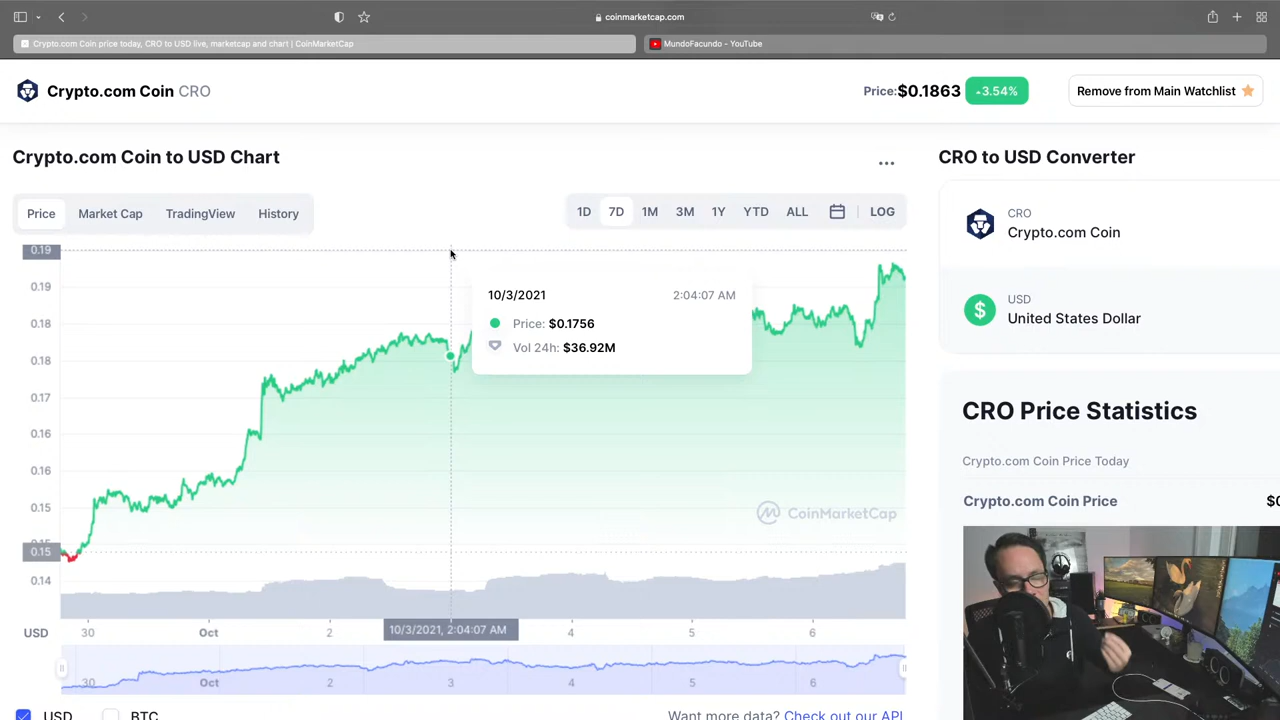 coinmarketcap.com
Crypto.com Coin price today, CRO to USD live, marketcap and chart | CoinMarketCap
MundoFacundo - YouTube
Crypto.com Coin CRO
Price:$0.1863
3.54%
Remove from Main Watchlist
Crypto.com Coin to USD Chart
...
CRO to USD Converter
Price
Market Cap
TradingView
History
1D
7D
1M
3M
1Y
YTD
ALL
LOG
CRO
Crypto.com Coin
USD
United States Dollar
0.19
0.19
0.18
0.18
0.17
0.16
0.16
0.15
0.15
0.14
10/3/2021
2:04:07 AM
Price: $0.1756
Vol 24h: $36.92M
CoinMarketCap
CRO Price Statistics
Crypto.com Coin Price Today
Crypto.com Coin Price
$0
USD
30
Oct
2
10/3/2021, 2:04:07 AM
4
5
6
30
Oct
2
3
4
5
6
USD
BTC
Want more data? Check out our API